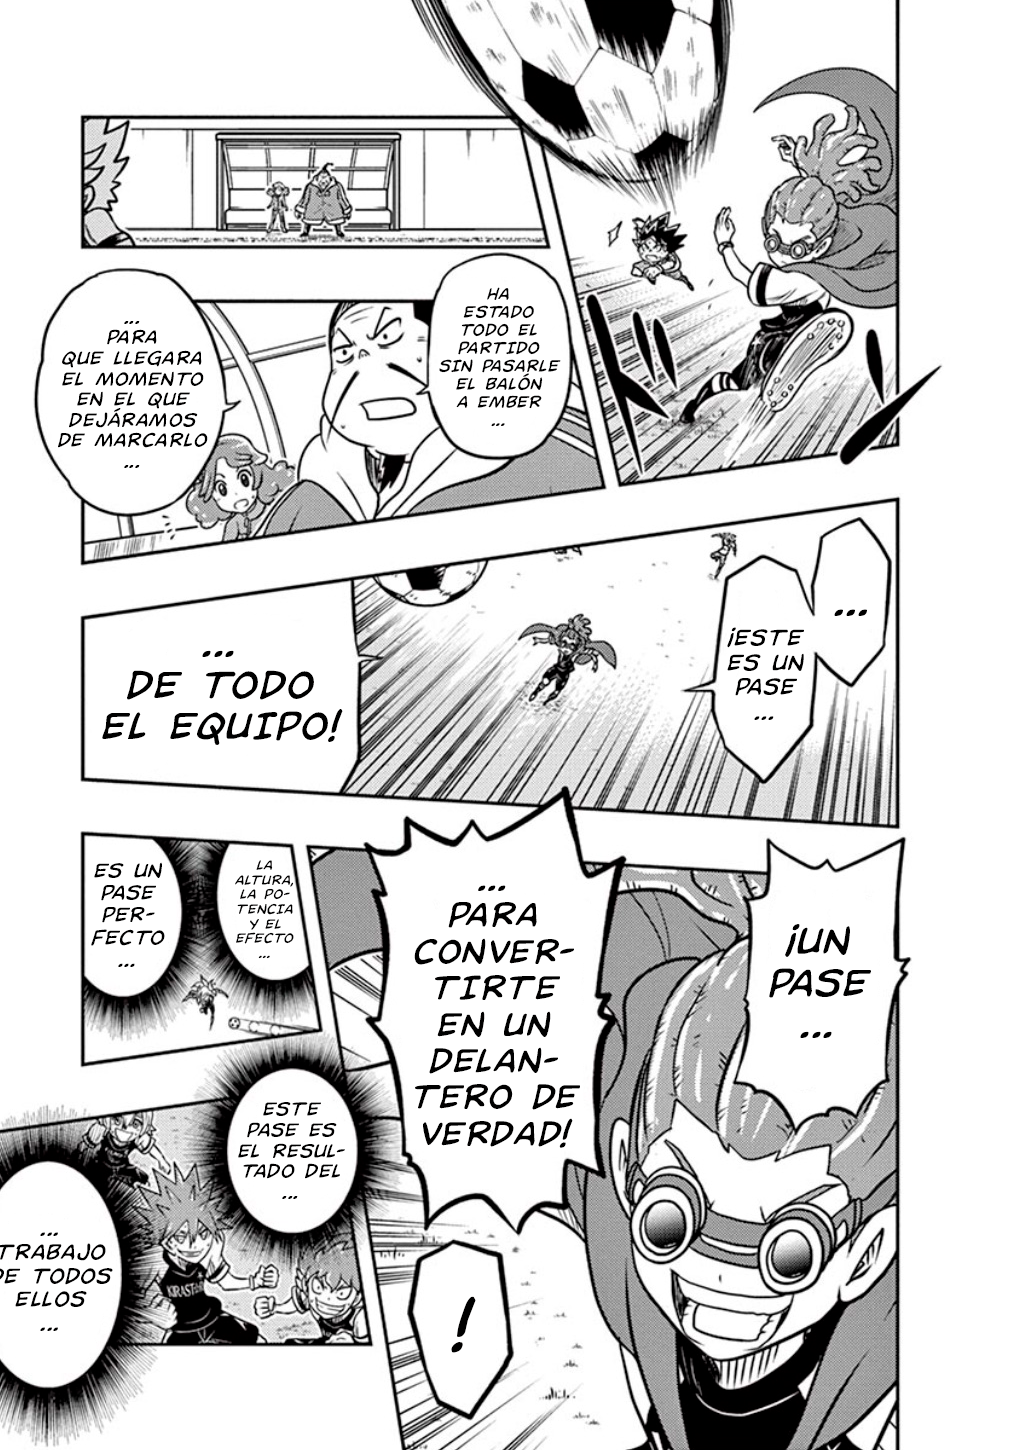 HA
ESTADO
TODO EL
PARTIDO
SIN PASARLE
EL BALÓN
A EMBER
...
...
PARA
QUE LLEGARA
EL MOMENTO
EN EL QUE
DEJÁRAMOS
DE MARCARLO
...
...
¡ESTE
ES UN
PASE
...
...
DE TODO
EL EQUIPO!
¡UN
PASE
...
...
PARA
CONVER-
TIRTE
EN UN
DELAN-
TERO DE
VERDAD!
!
LA
ALTURA,
LA PO-
TENCIA
Y EL
EFECTO
...
ES UN
PASE
PER-
FECTO
...
ESTE
PASE ES
EL RESUL-
TADO DEL
...
...
TRABAJO
DE TODOS
ELLOS
...